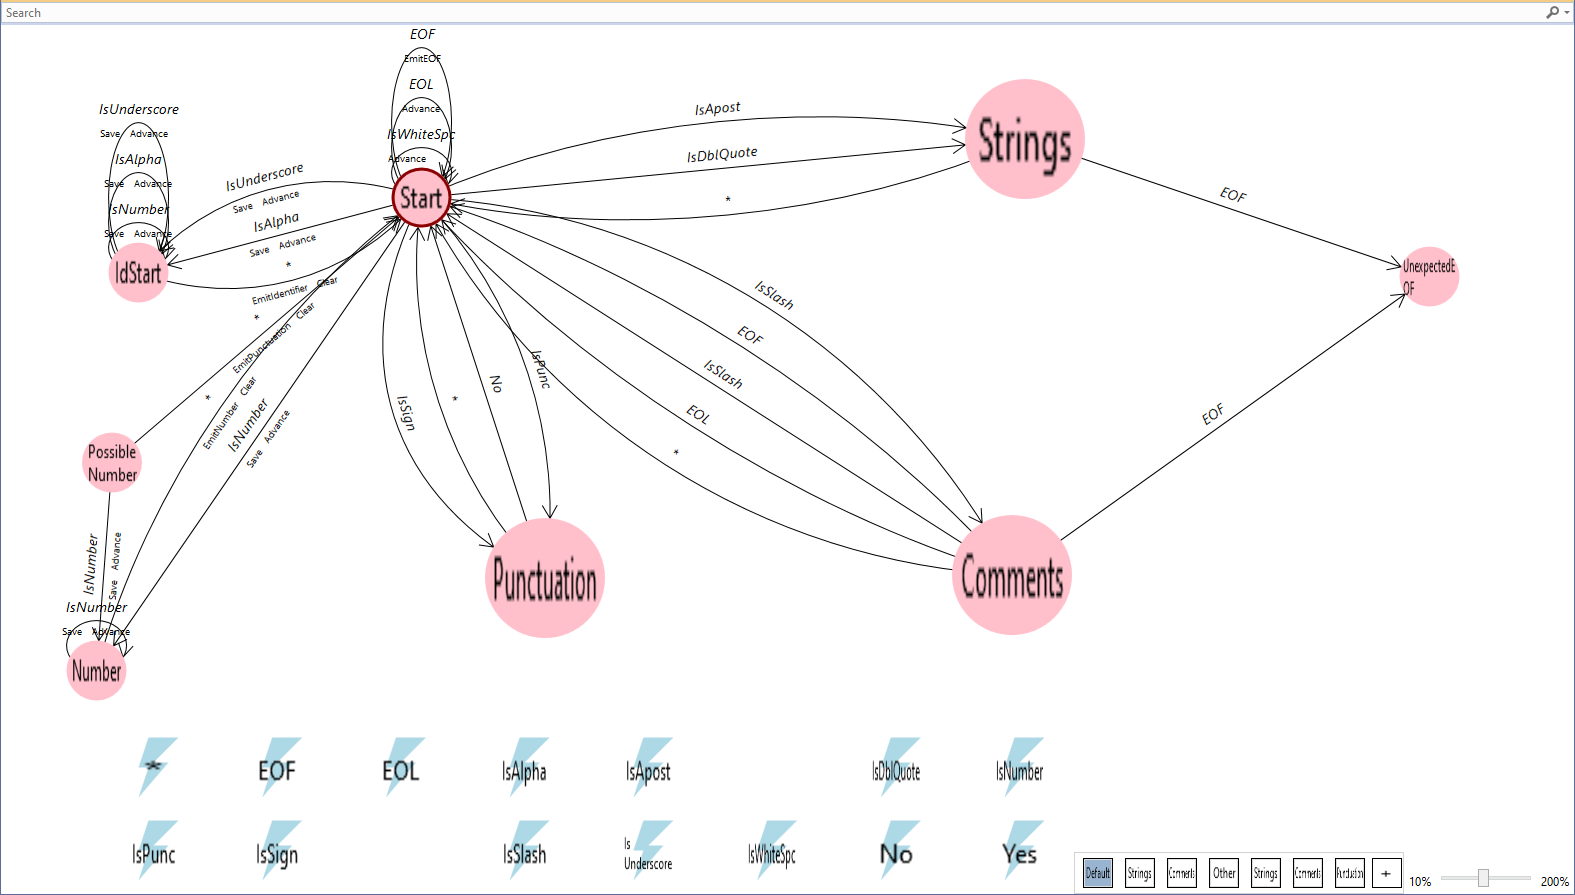 Search
EOF
EmitEOF
EOL
Advance
IsWhiteSpc
Advance
Start
IsUnderscore
Save Advance
IsAlpha
Save Advance
IsNumber
Save Advance
IdStart
IsUnderscore
Save Advance
IsAlpha
Save Advance
*
EmitIdentifier Clear
*
EmitPunctuation Clear
*
EmitNumber Clear
IsNumber
Save Advance
Possible
Number
IsNumber
Save Advance
IsNumber
Save Advance
Number
IsApost
IsDblQuote
*
Strings
EOF
UnexpectedE
OF
IsSign
*
No
IsPunc
Punctuation
IsSlash
EOF
IsSlash
EOL
*
Comments
EOF
*
EOF
EOL
IsAlpha
IsApost
IsDblQuote
IsNumber
IsPunc
IsSign
IsSlash
Is
Underscore
IsWhiteSpc
No
Yes
Default
Strings
Comments
Other
Strings
Comments
Punctuation
+
10%
200%